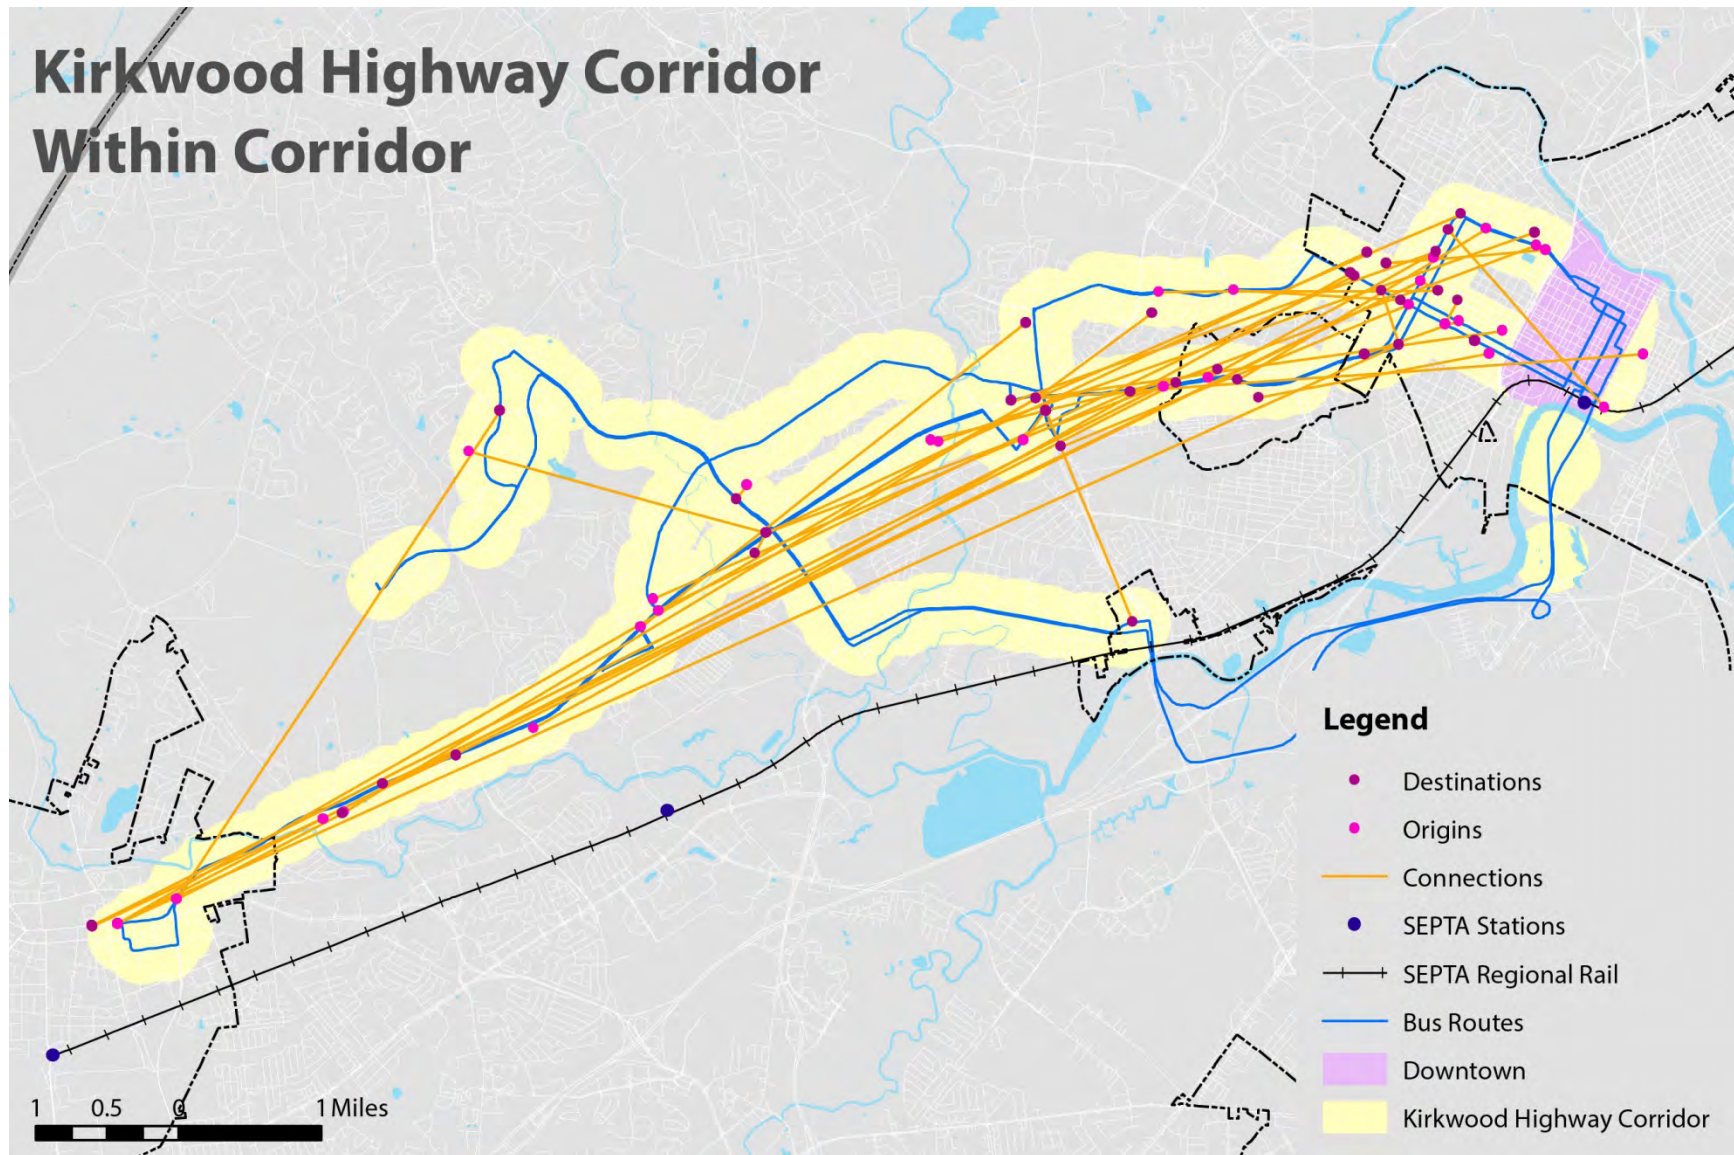 Kirkwood Highway Corridor
Within Corridor
Legend
Destinations
Origins
Connections
SEPTA Stations
SEPTA Regional Rail
Bus Routes
Downtown
Kirkwood Highway Corridor
1 0.5 0 1 Miles